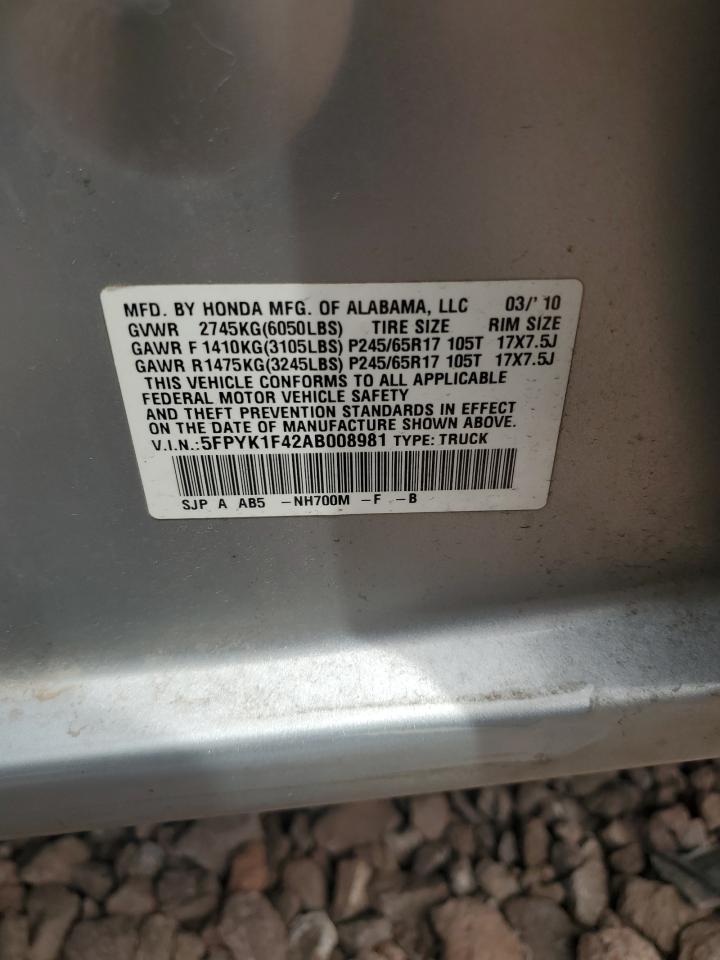 MFD. BY HONDA MFG. OF ALABAMA, LLC 03/' 10
GVWR 2745KG(6050LBS) TIRE SIZE RIM SIZE
GAWR F 1410KG(3105LBS) P245/65R17 105T 17X7.5J
GAWR R1475KG(3245LBS) P245/65R17 105T 17X7.5J
THIS VEHICLE CONFORMS TO ALL APPLICABLE
FEDERAL MOTOR VEHICLE SAFETY
AND THEFT PREVENTION STANDARDS IN EFFECT
ON THE DATE OF MANUFACTURE SHOWN ABOVE.
V.I.N.:5FPYK1F42AB008981 TYPE: TRUCK
SJP A AB5 -NH700M -F -B